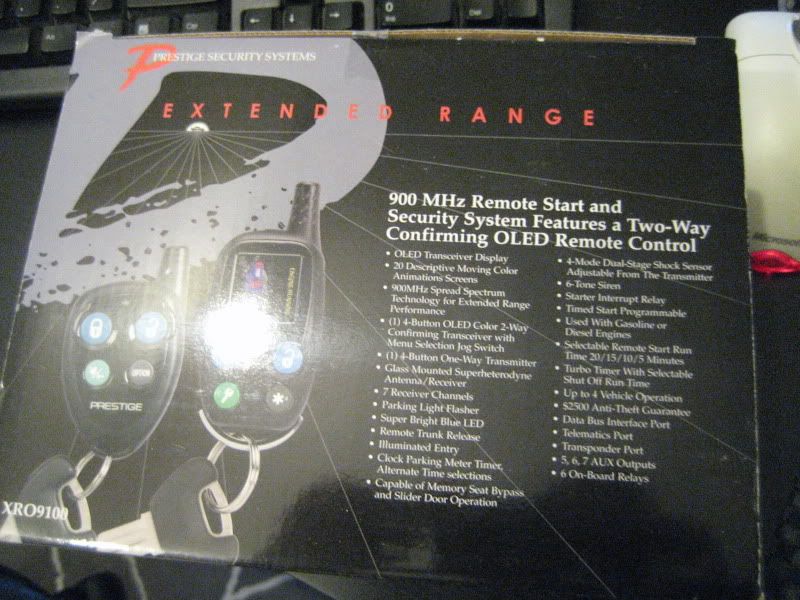 PRESTIGE SECURITY SYSTEMS
EXTENDED RANGE
900 MHz Remote Start and
Security System Features a Two-Way
Confirming OLED Remote Control
• OLED Transceiver Display
• 20 Descriptive Moving Color
Animations Screens
• 900MHz Spread Spectrum
Technology for Extended Range
Performance
• (1) 4-Button OLED Color 2-Way
Confirming Transceiver with
Menu Selection Jog Switch
• (1) 4-Button One-Way Transmitter
• Glass Mounted Superheterodyne
Antenna/Receiver
• 7 Receiver Channels
• Parking Light Flasher
• Super Bright Blue LED
• Remote Trunk Release
• Illuminated Entry
• Clock Parking Meter Timer,
Alternate Time selections
• Capable of Memory Seat Bypass
and Slider Door Operation
• 4-Mode Dual-Stage Shock Sensor
Adjustable From The Transmitter
• 6-Tone Siren
• Starter Interrupt Relay
• Timed Start Programmable
• Used With Gasoline or
Diesel Engines
• Selectable Remote Start Run
Time 20/15/10/5 Minutes
• Turbo Timer With Selectable
Shut Off Run Time
• Up to 4 Vehicle Operation
• $2500 Anti-Theft Guarantee
• Data Bus Interface Port
• Telematics Port
• Transponder Port
• 5, 6, 7 AUX Outputs
• 6 On-Board Relays
OPTION
PRESTIGE
XRO9100
Microsoft
0
Ins